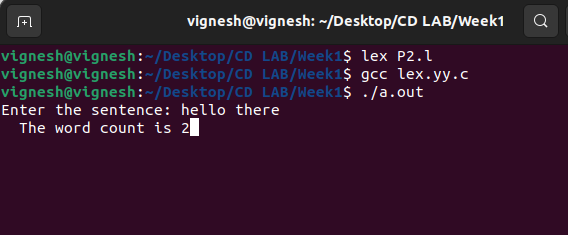 vignesh@vignesh: ~/Desktop/CD LAB/Week1
vignesh@vignesh:~/Desktop/CD LAB/Week1$ lex P2.l
vignesh@vignesh:~/Desktop/CD LAB/Week1$ gcc lex.yy.c
vignesh@vignesh:~/Desktop/CD LAB/Week1$ ./a.out
Enter the sentence: hello there
  The word count is 2